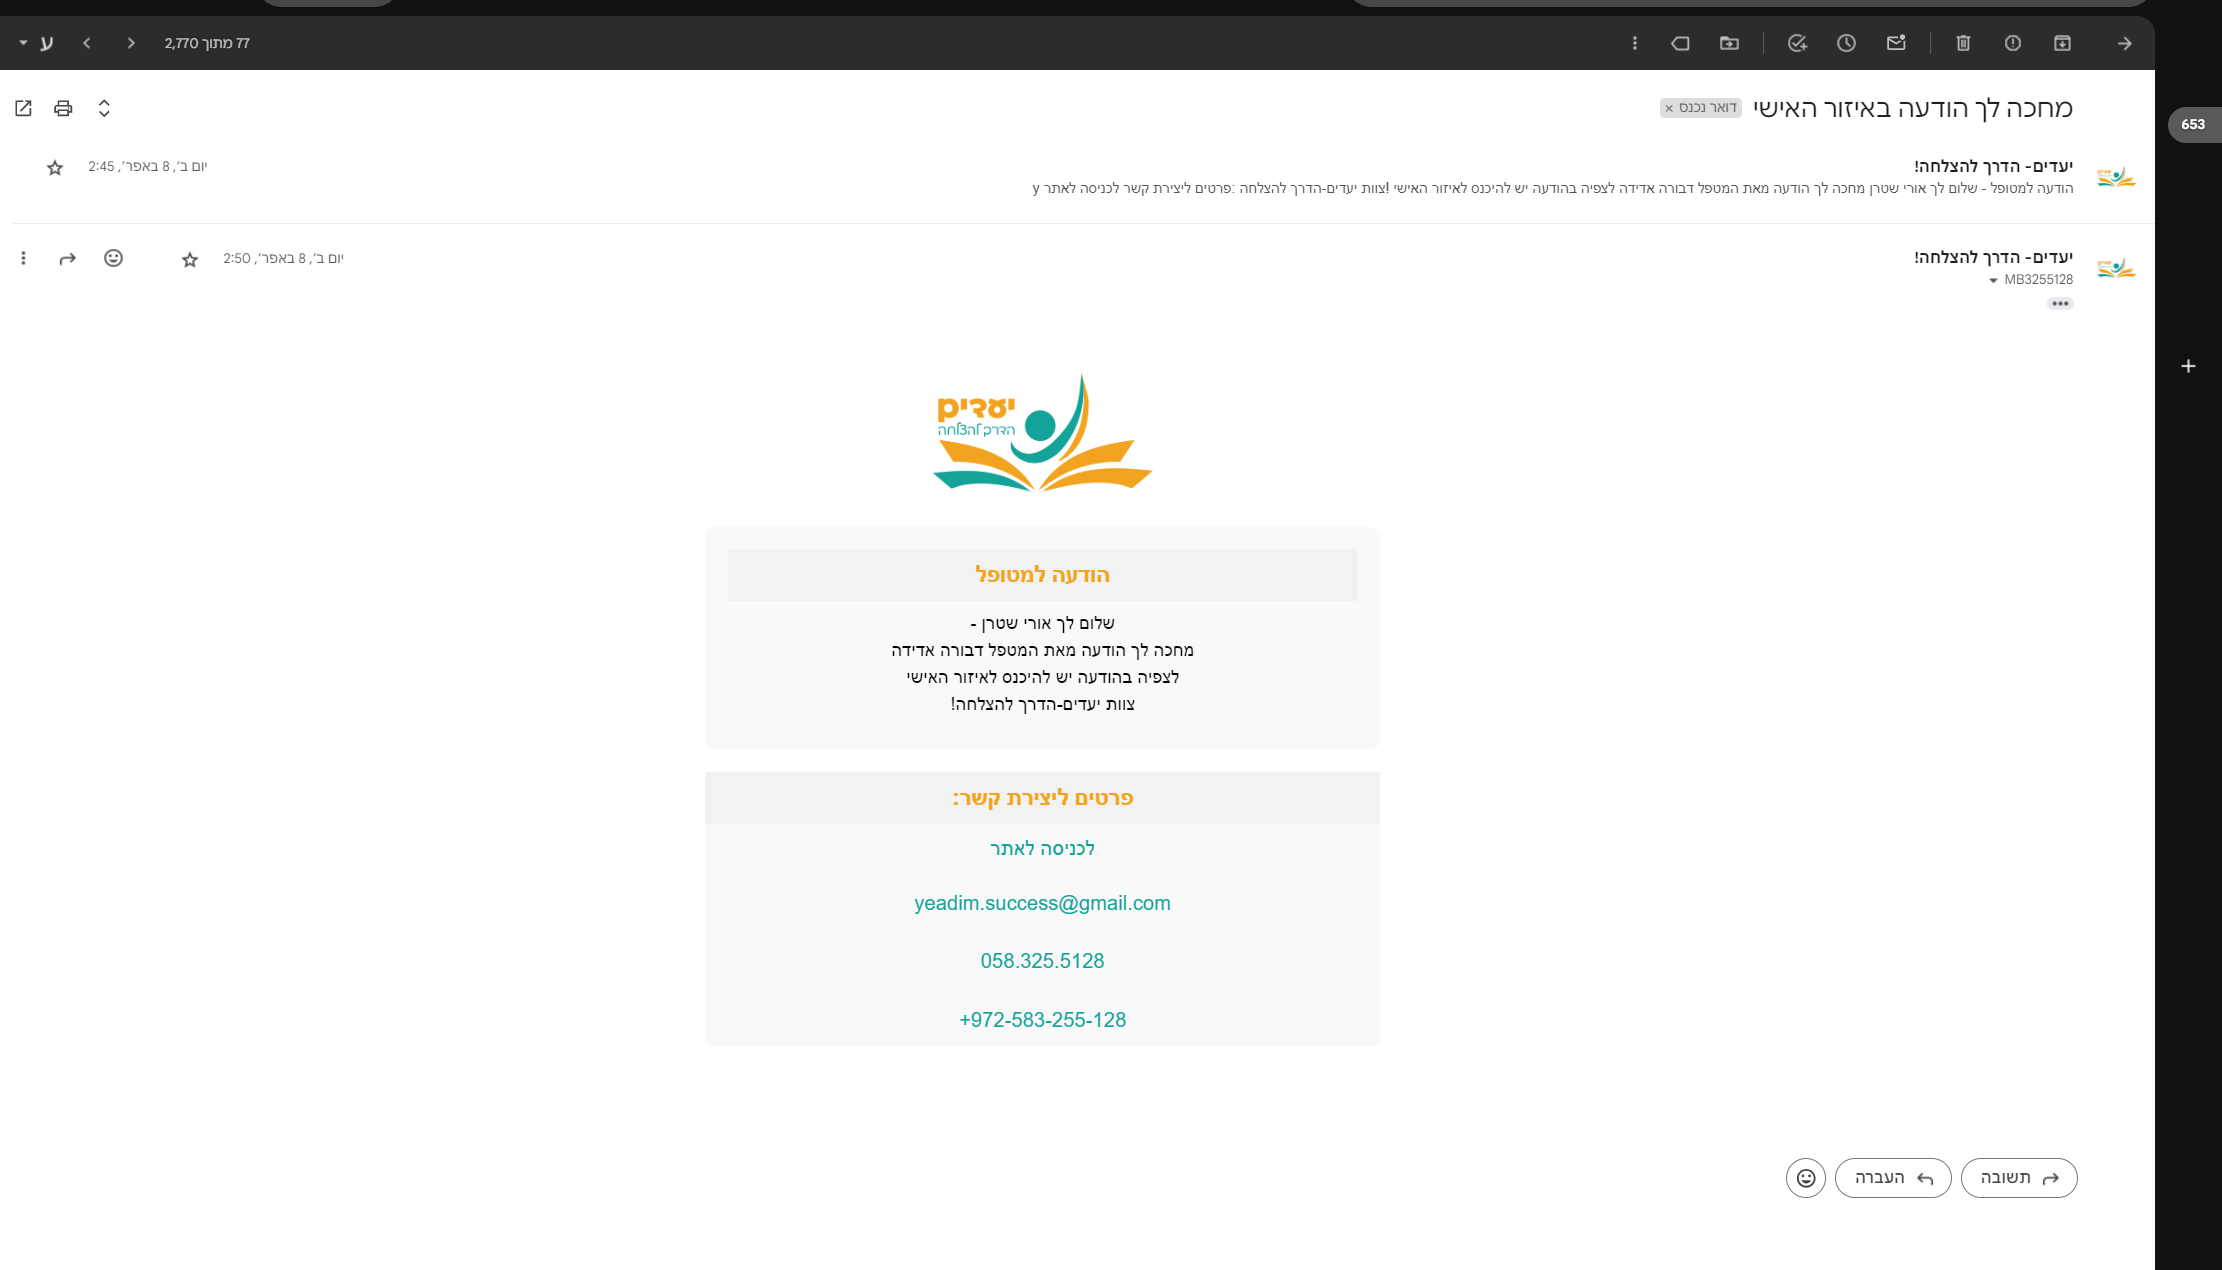 77 מתוך 2,770
ע
מחכה לך הודעה באיזור האישי
דואר נכנס ×
653
יעדים- הדרך להצלחה!
יום ב׳, 8 באפר׳, 2:45
הודעה למטופל - שלום לך אורי שטרן מחכה לך הודעה מאת המטפל דבורה אדידה לצפיה בהודעה יש להיכנס לאיזור האישי !צוות יעדים-הדרך להצלחה :פרטים ליצירת קשר לכניסה לאתר y
יעדים- הדרך להצלחה!
יום ב׳, 8 באפר׳, 2:50
MB3255128
יעדים
הדרך להצלחה
הודעה למטופל
שלום לך אורי שטרן -
מחכה לך הודעה מאת המטפל דבורה אדידה
לצפיה בהודעה יש להיכנס לאיזור האישי
צוות יעדים-הדרך להצלחה!
פרטים ליצירת קשר:
לכניסה לאתר
yeadim.success@gmail.com
058.325.5128
+972-583-255-128
תשובה
העברה